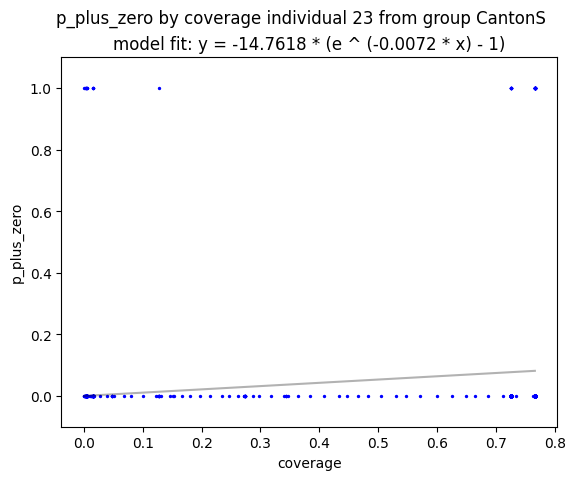 p_plus_zero by coverage individual 23 from group CantonS
model fit: y = -14.7618 * (e ^ (-0.0072 * x) - 1)
1.0
0.8
0.6
0.4
0.2
0.0
p_plus_zero
0.0 0.1 0.2 0.3 0.4 0.5 0.6 0.7 0.8
coverage